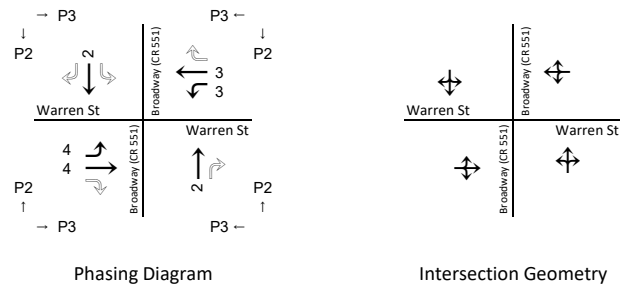 → P3
P3 ←
↓
P2
↓
P2
2
3
3
Broadway (CR 551)
Warren St
Warren St
4
4
2
Broadway (CR 551)
P2
↑
P2
↑
→ P3
P3 ←
Phasing Diagram
Broadway (CR 551)
Warren St
Warren St
Broadway (CR 551)
Intersection Geometry